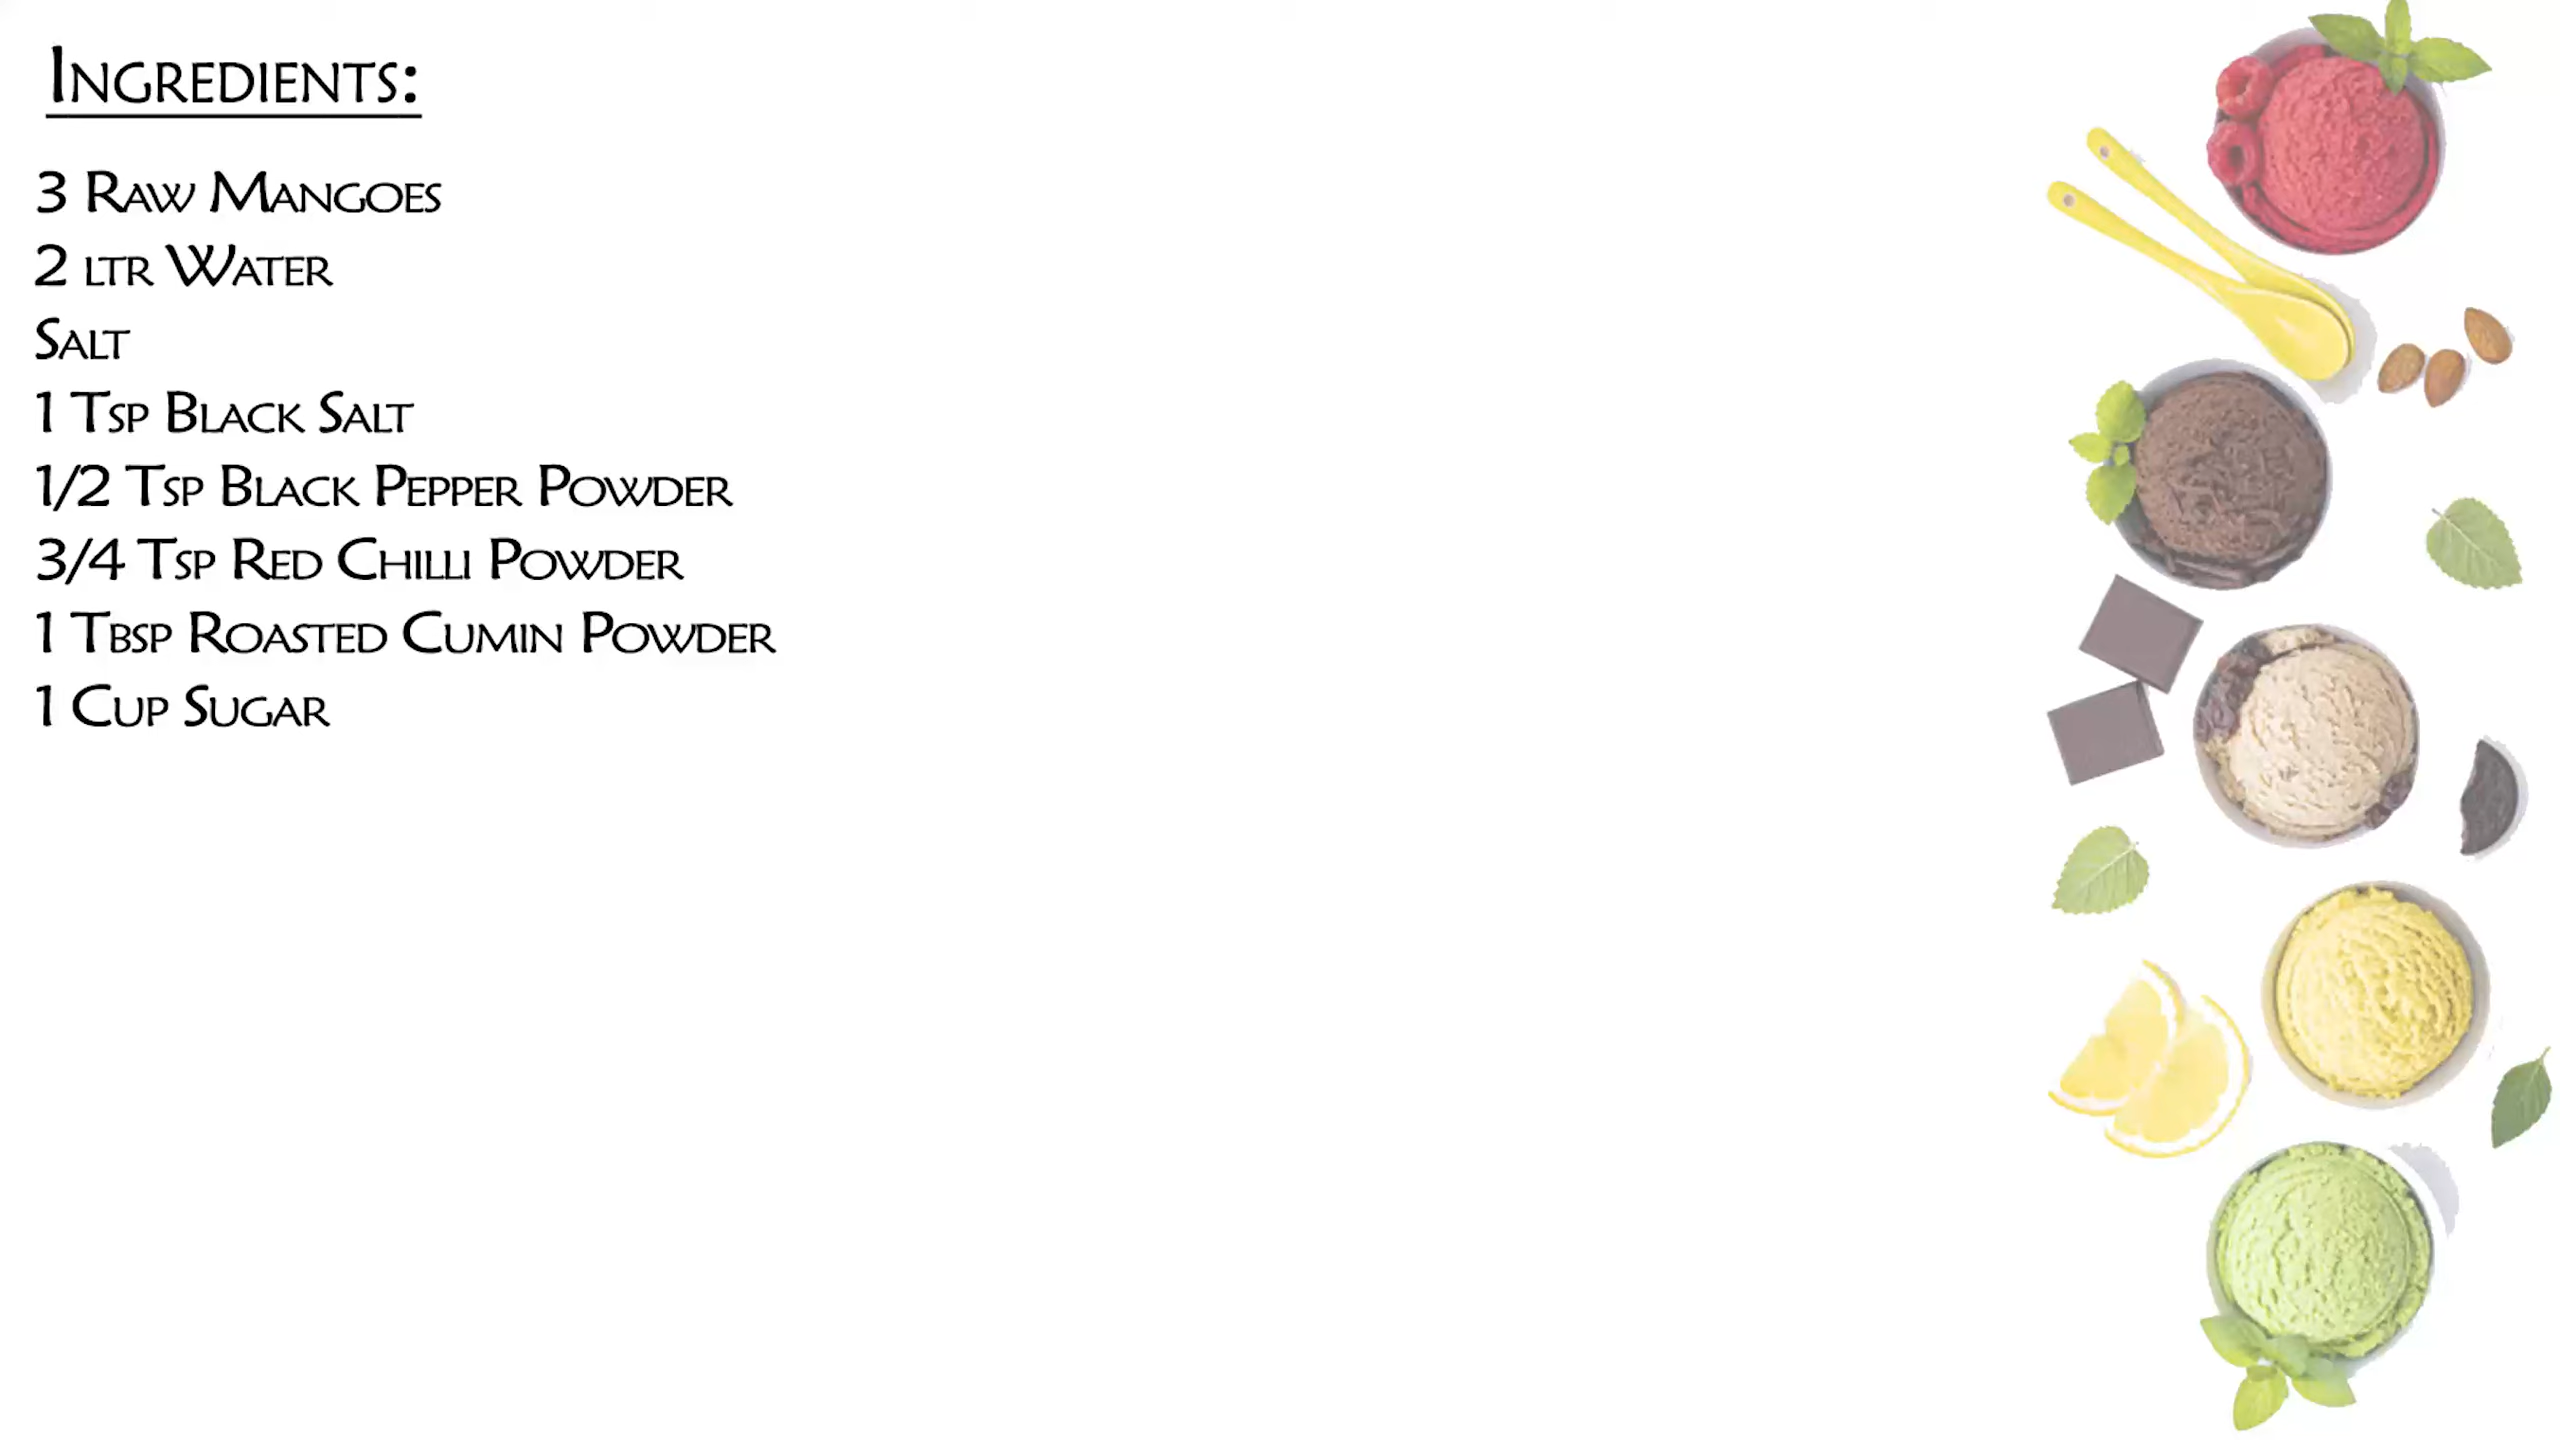 Ingredients:
3 Raw Mangoes
2 ltr Water
Salt
1 Tsp Black Salt
1/2 Tsp Black Pepper Powder
3/4 Tsp Red Chilli Powder
1 Tbsp Roasted Cumin Powder
1 Cup Sugar